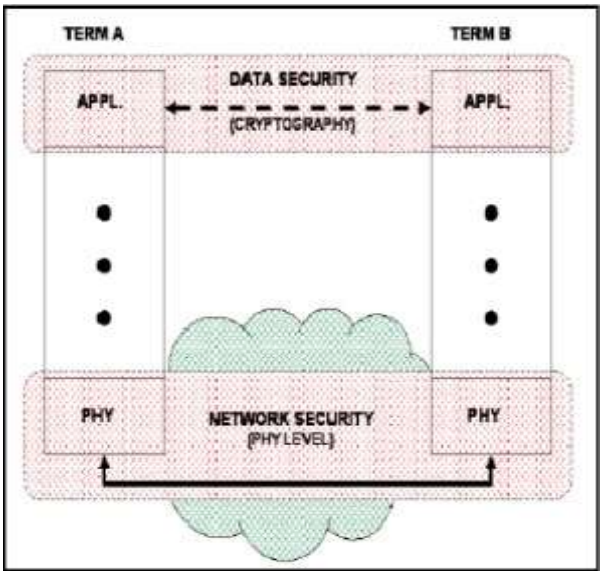 TERM A TERM B
DATA SECURITY
APPL. APPL.
(CRYPTOGRAPHY)
PHY NETWORK SECURITY PHY
(PHY LEVEL)